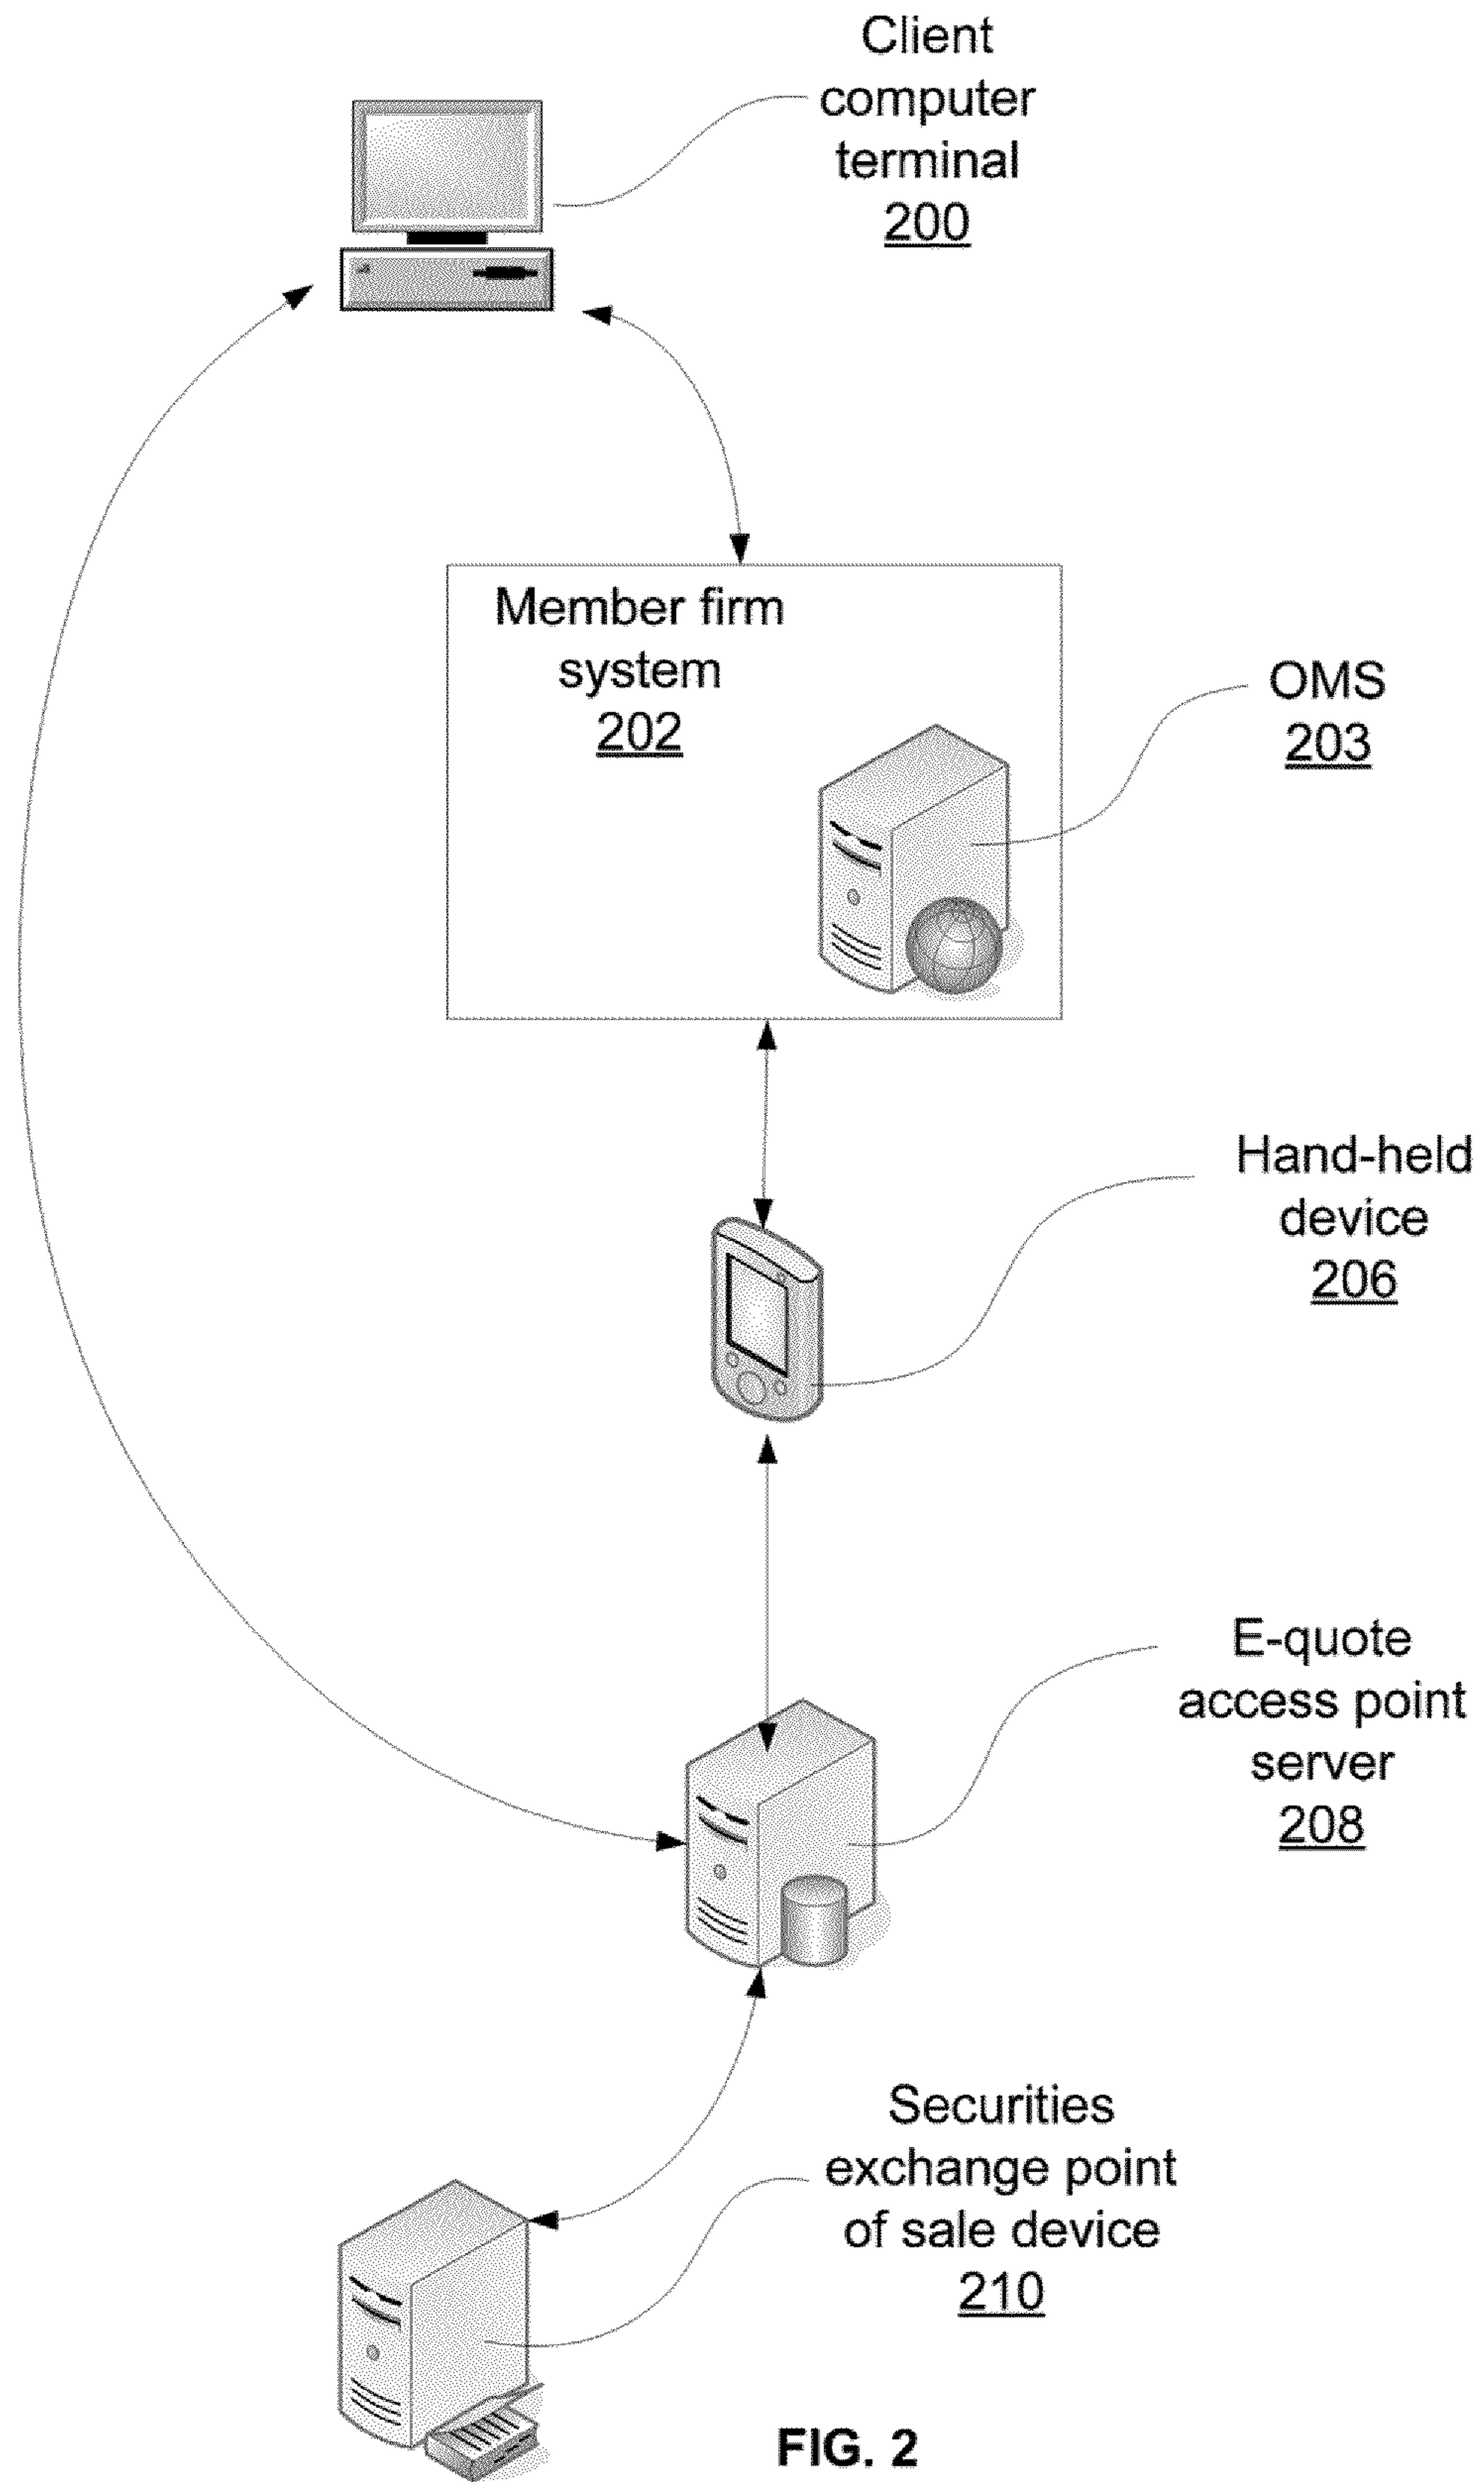 Client
computer
terminal
200
Member firm
system
202
OMS
203
Hand-held
device
206
E-quote
access point
server
208
Securities
exchange point
of sale device
210
FIG. 2